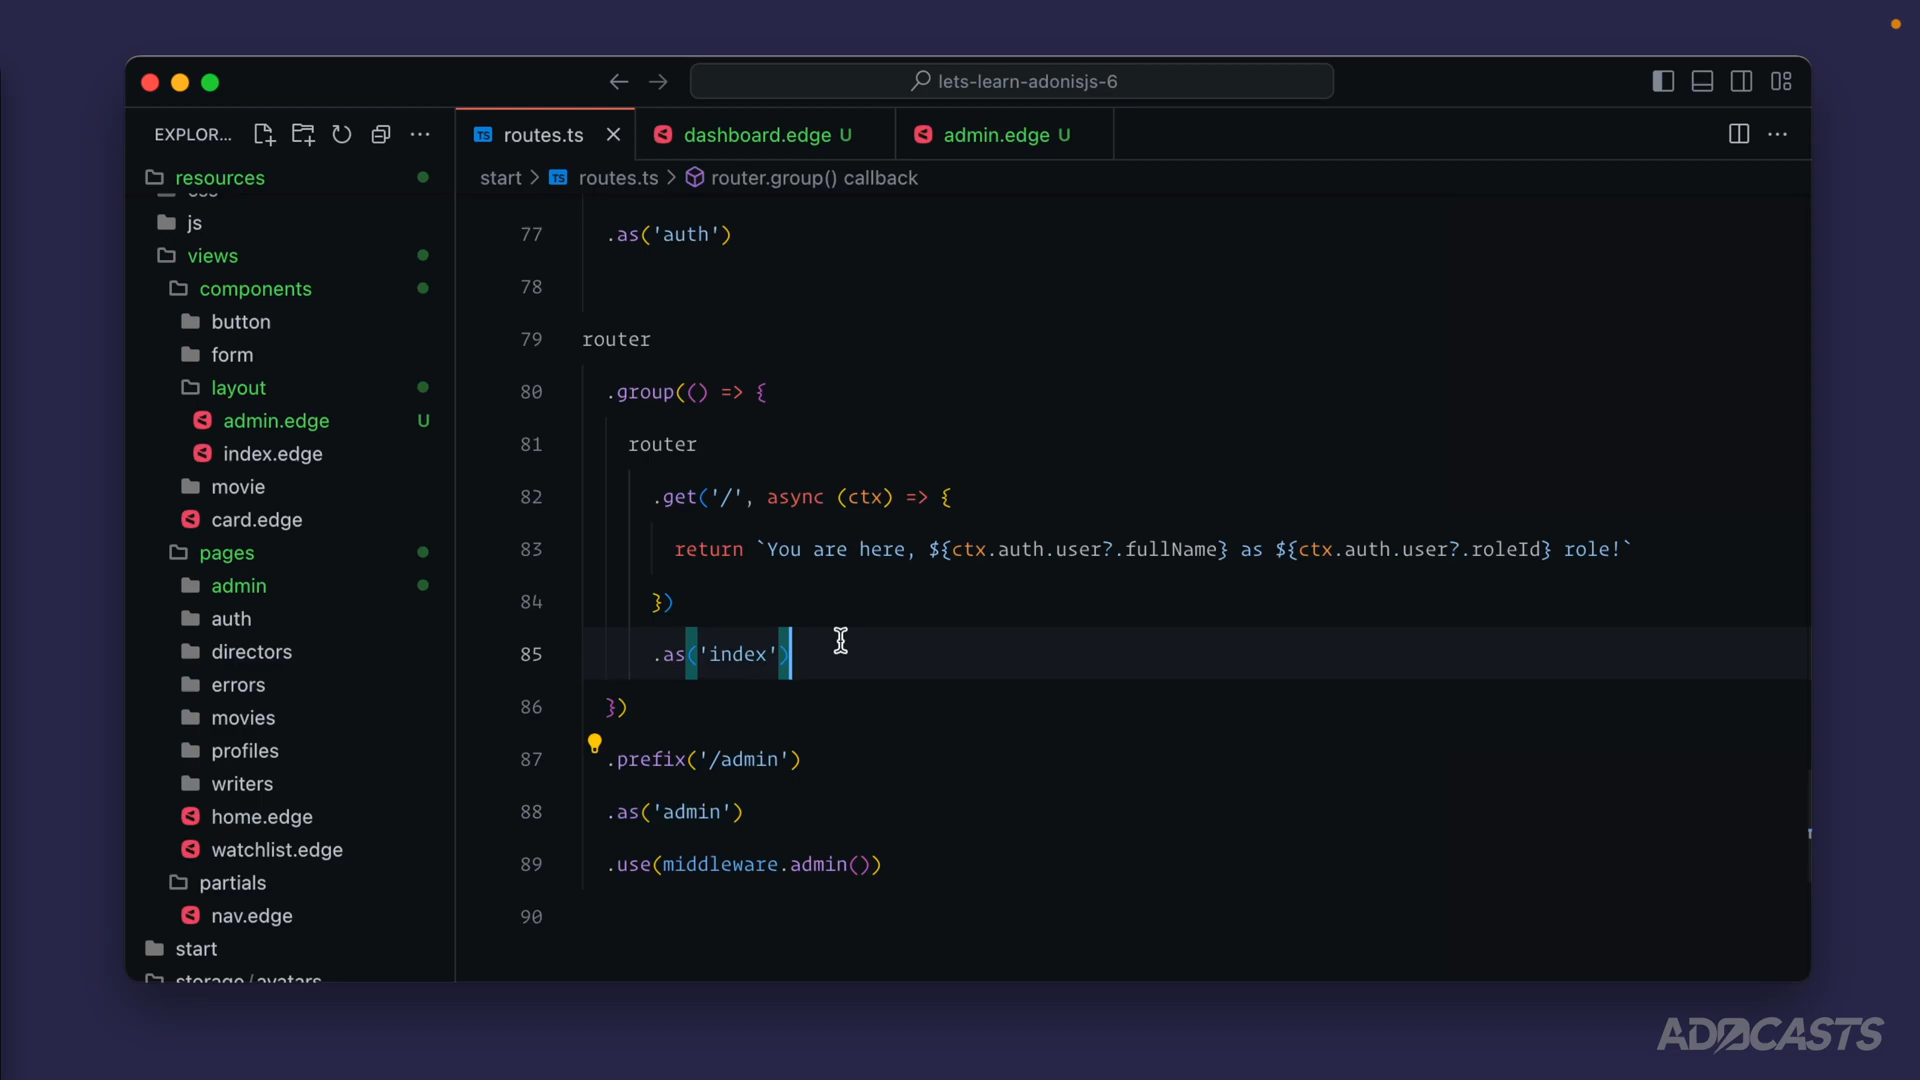 lets-learn-adonisjs-6
EXPLOR...
routes.ts
dashboard.edge U
admin.edge U
resources
start > routes.ts > router.group() callback
css
js
views
components
button
form
layout
admin.edge U
index.edge
movie
card.edge
pages
admin
auth
directors
errors
movies
profiles
writers
home.edge
watchlist.edge
partials
nav.edge
start
storage/avatars
77 .as('auth')
78
79 router
80 .group(() => {
81 router
82 .get('/', async (ctx) => {
83 return `You are here, ${ctx.auth.user?.fullName} as ${ctx.auth.user?.roleId} role!`
84 })
85 .as('index')
86 })
87 .prefix('/admin')
88 .as('admin')
89 .use(middleware.admin())
90
ADOCASTS